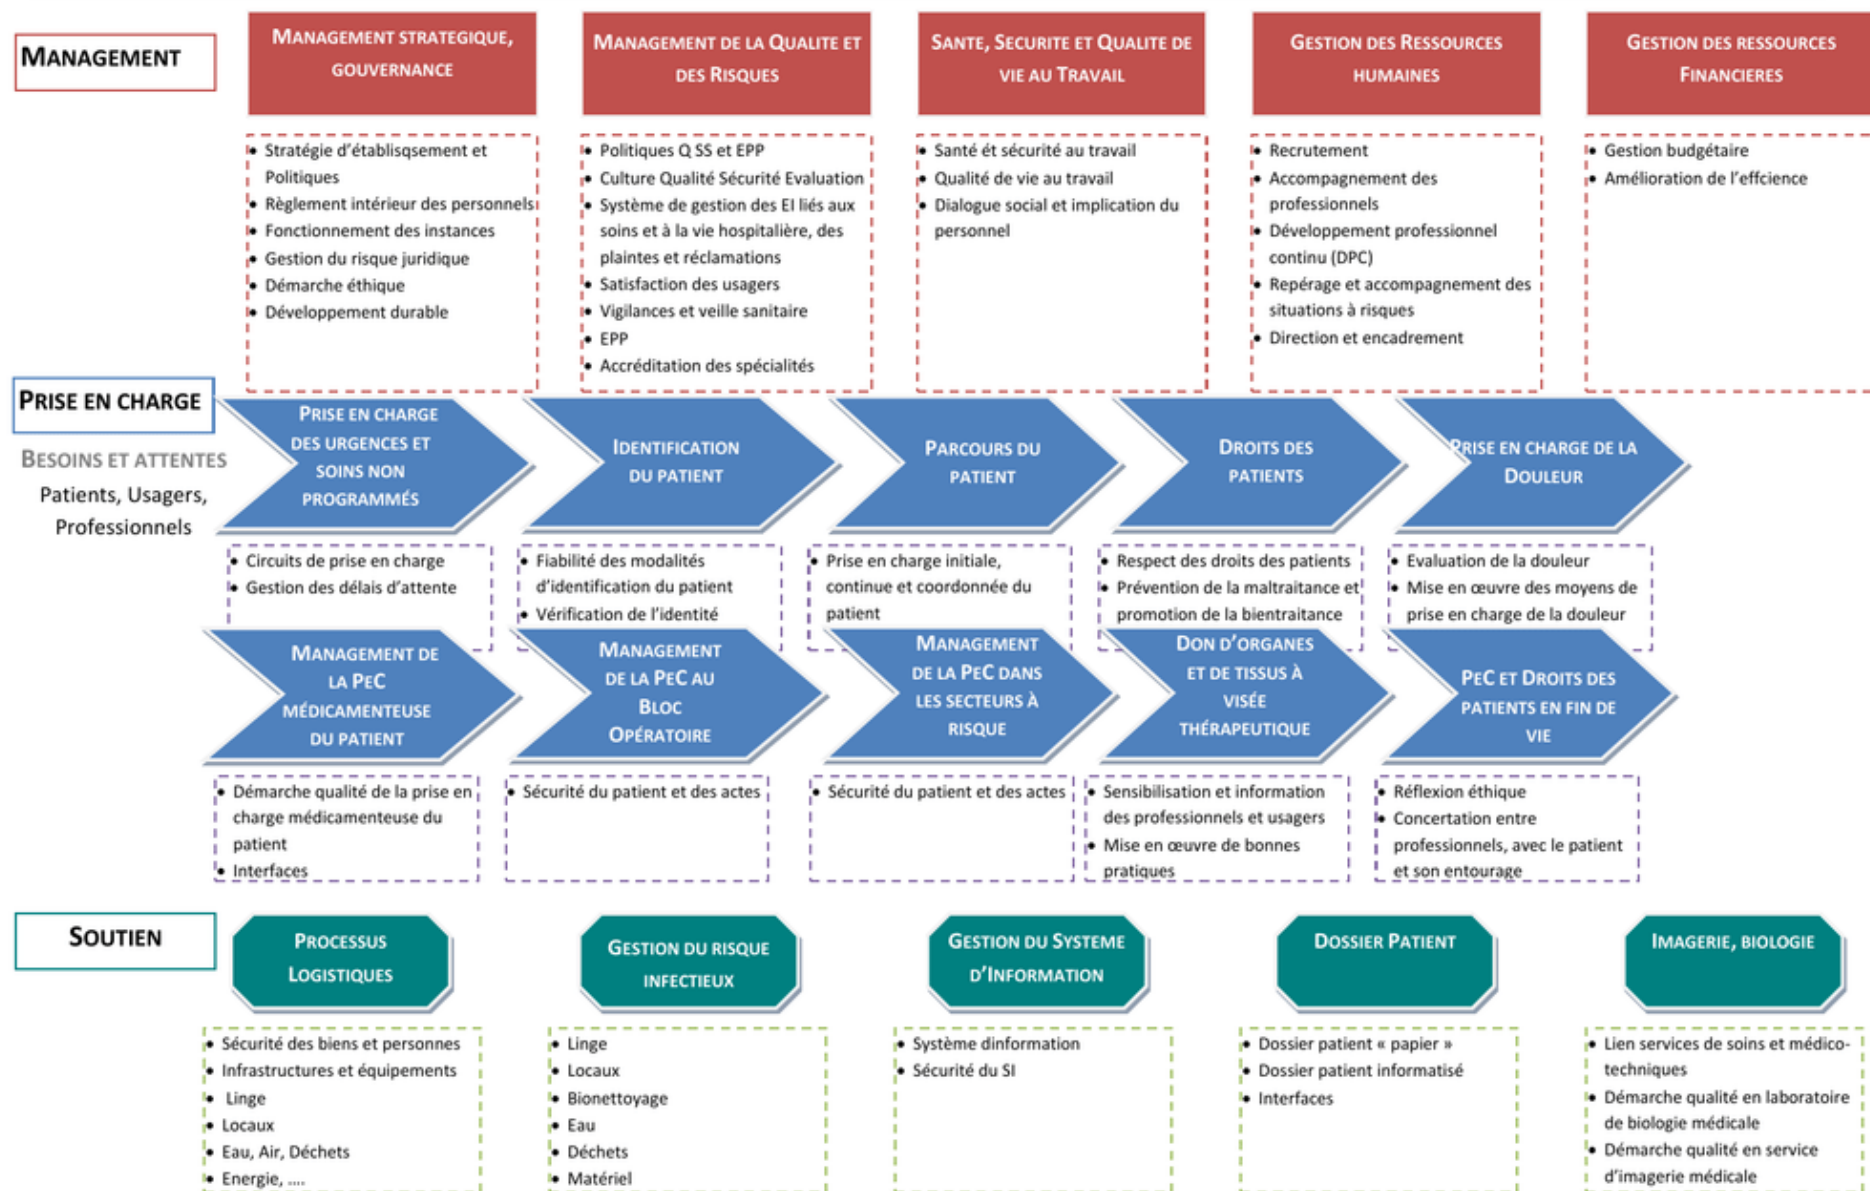 MANAGEMENT
MANAGEMENT STRATEGIQUE,
GOUVERNANCE
MANAGEMENT DE LA QUALITE ET
DES RISQUES
SANTE, SECURITE ET QUALITE DE
VIE AU TRAVAIL
GESTION DES RESSOURCES
HUMAINES
GESTION DES RESSOURCES
FINANCIERES
• Stratégie d'établisqsement et
Politiques
• Règlement intérieur des personnels
• Fonctionnement des instances
• Gestion du risque juridique
• Démarche éthique
• Développement durable
• Politiques Q SS et EPP
• Culture Qualité Sécurité Evaluation
• Système de gestion des EI liés aux
soins et à la vie hospitalière, des
plaintes et réclamations
• Satisfaction des usagers
• Vigilances et veille sanitaire
• EPP
• Accréditation des spécialités
• Santé ét sécurité au travail
• Qualité de vie au travail
• Dialogue social et implication du
personnel
• Recrutement
• Accompagnement des
professionnels
• Développement professionnel
continu (DPC)
• Repérage et accompagnement des
situations à risques
• Direction et encadrement
• Gestion budgétaire
• Amélioration de l'effcience
PRISE EN CHARGE
BESOINS ET ATTENTES
Patients, Usagers,
Professionnels
PRISE EN CHARGE
DES URGENCES ET
SOINS NON
PROGRAMMÉS
IDENTIFICATION
DU PATIENT
PARCOURS DU
PATIENT
DROITS DES
PATIENTS
PRISE EN CHARGE DE LA
DOULEUR
• Circuits de prise en charge
• Gestion des délais d'attente
• Fiabilité des modalités
d'identification du patient
• Vérification de l'identité
• Prise en charge initiale,
continue et coordonnée du
patient
• Respect des droits des patients
• Prévention de la maltraitance et
promotion de la bientraitance
• Evaluation de la douleur
• Mise en œuvre des moyens de
prise en charge de la douleur
MANAGEMENT DE
LA PEC
MÉDICAMENTEUSE
DU PATIENT
MANAGEMENT
DE LA PEC AU
BLOC
OPÉRATOIRE
MANAGEMENT
DE LA PEC DANS
LES SECTEURS À
RISQUE
DON D'ORGANES
ET DE TISSUS À
VISÉE
THÉRAPEUTIQUE
PEC ET DROITS DES
PATIENTS EN FIN DE
VIE
• Démarche qualité de la prise en
charge médicamenteuse du
patient
• Interfaces
• Sécurité du patient et des actes
• Sécurité du patient et des actes
• Sensibilisation et information
des professionnels et usagers
• Mise en œuvre de bonnes
pratiques
• Réflexion éthique
• Concertation entre
professionnels, avec le patient
et son entourage
SOUTIEN
PROCESSUS
LOGISTIQUES
GESTION DU RISQUE
INFECTIEUX
GESTION DU SYSTEME
D'INFORMATION
DOSSIER PATIENT
IMAGERIE, BIOLOGIE
• Sécurité des biens et personnes
• Infrastructures et équipements
• Linge
• Locaux
• Eau, Air, Déchets
• Energie, ....
• Linge
• Locaux
• Bionettoyage
• Eau
• Déchets
• Matériel
• Système dinformation
• Sécurité du SI
• Dossier patient « papier »
• Dossier patient informatisé
• Interfaces
• Lien services de soins et médico-
techniques
• Démarche qualité en laboratoire
de biologie médicale
• Démarche qualité en service
d'imagerie médicale